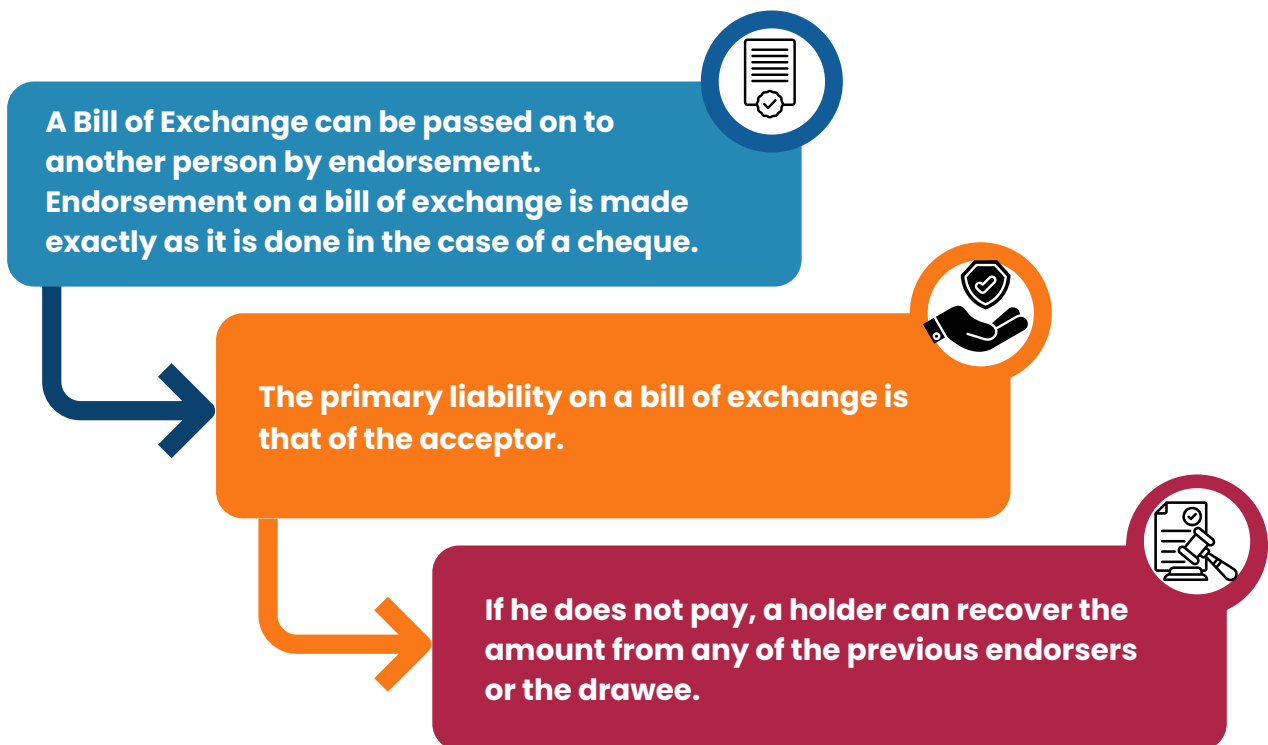 A Bill of Exchange can be passed on to
another person by endorsement.
Endorsement on a bill of exchange is made
exactly as it is done in the case of a cheque.
The primary liability on a bill of exchange is
that of the acceptor.
If he does not pay, a holder can recover the
amount from any of the previous endorsers
or the drawee.